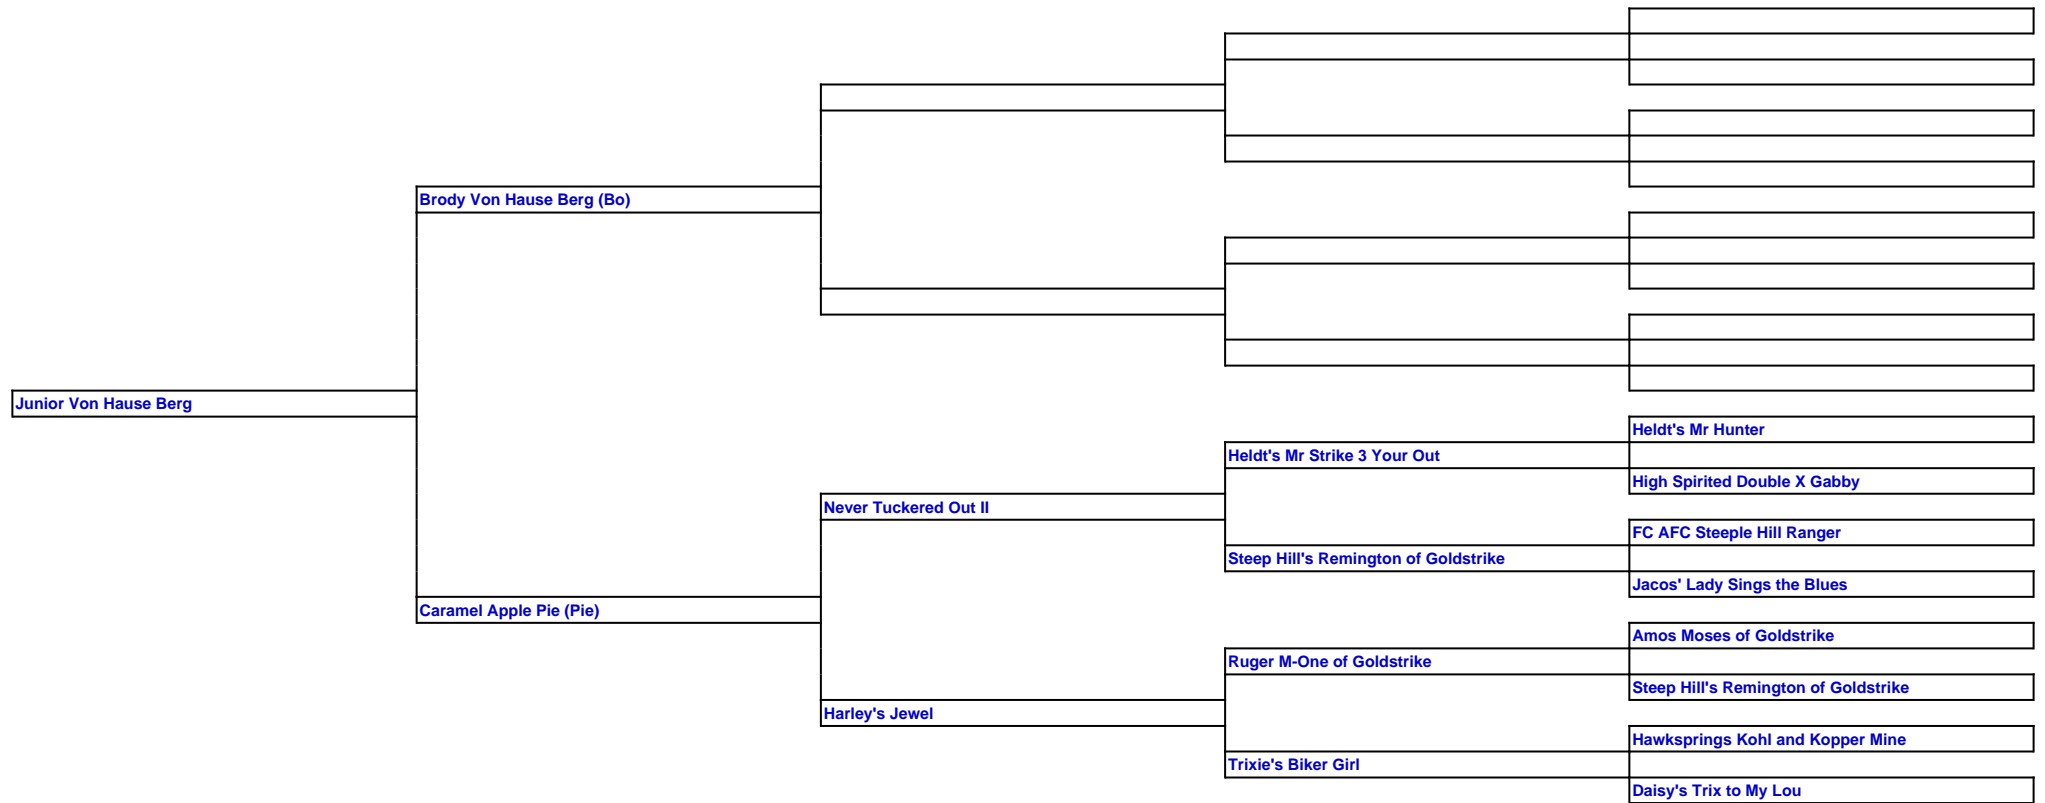 Brody Von Hause Berg (Bo)
Junior Von Hause Berg
Heldt's Mr Hunter
Heldt's Mr Strike 3 Your Out
High Spirited Double X Gabby
Never Tuckered Out II
FC AFC Steeple Hill Ranger
Steep Hill's Remington of Goldstrike
Jacos' Lady Sings the Blues
Caramel Apple Pie (Pie)
Amos Moses of Goldstrike
Ruger M-One of Goldstrike
Steep Hill's Remington of Goldstrike
Harley's Jewel
Hawksprings Kohl and Kopper Mine
Trixie's Biker Girl
Daisy's Trix to My Lou